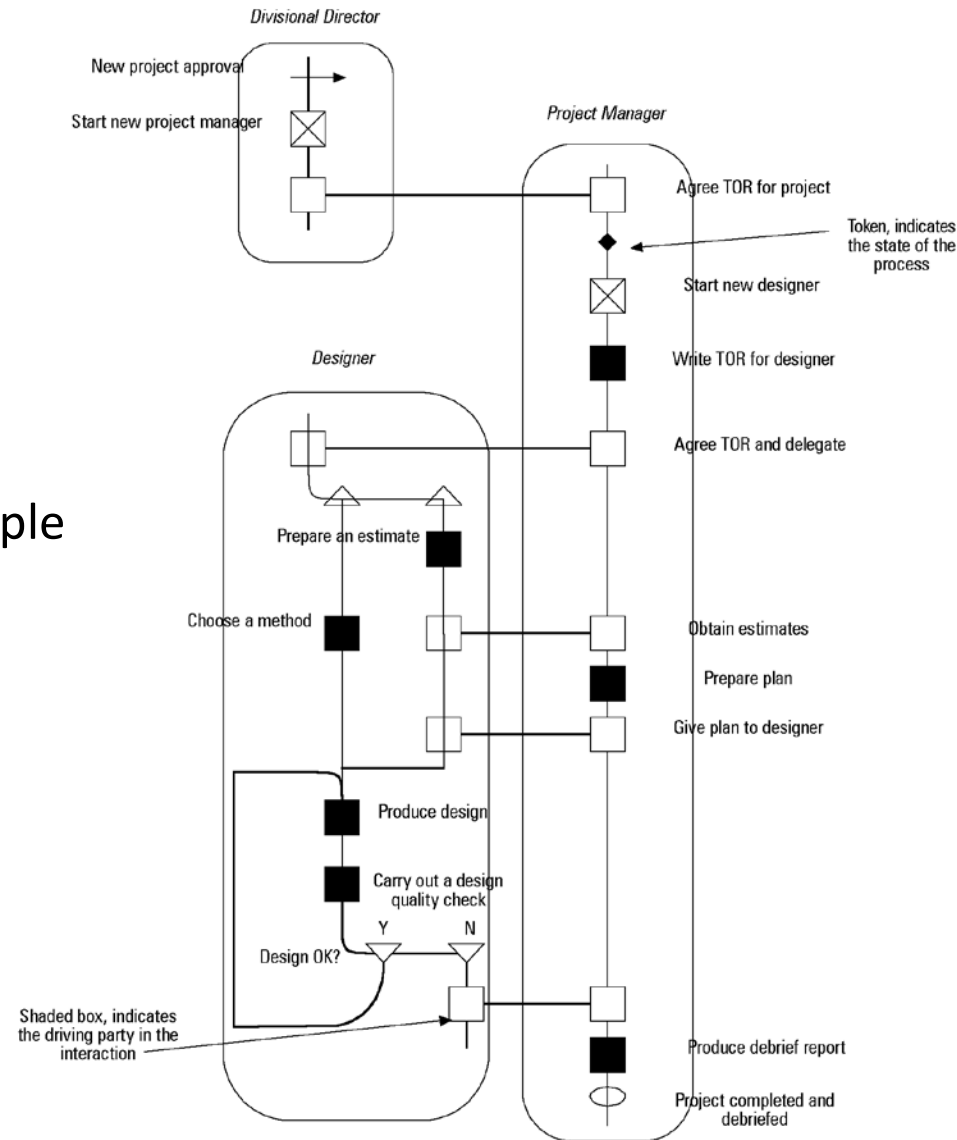 Divisional Director
New project approval
Start new project manager
Project Manager
Agree TOR for project
Token, indicates
the state of the
process
Start new designer
Designer
Write TOR for designer
Agree TOR and delegate
ple
Prepare an estimate
Choose a method
Obtain estimates
Prepare plan
Give plan to designer
Produce design
Carry out a design
quality check
Y
N
Design OK?
Shaded box, indicates
the driving party in the
interaction
Produce debrief report
Project completed and
debriefed